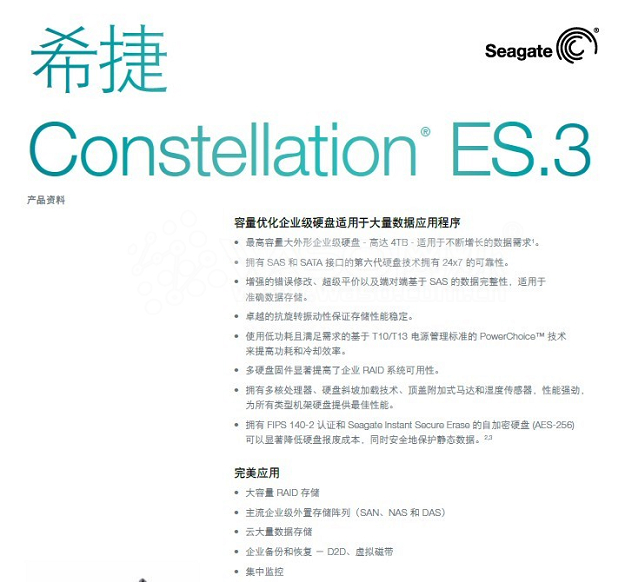 希捷
Seagate®
Constellation® ES.3
产品资料
容量优化企业级硬盘适用于大量数据应用程序
• 最高容量大外形企业级硬盘 - 高达 4TB - 适用于不断增长的数据需求¹。
• 拥有 SAS 和 SATA 接口的第六代硬盘技术拥有 24x7 的可靠性。
• 增强的错误修改、超级平价以及端对端基于 SAS 的数据完整性，适用于
准确数据存储。
• 卓越的抗旋转振动性保证存储性能稳定。
• 使用低功耗且满足需求的基于 T10/T13 电源管理标准的 PowerChoice™ 技术
来提高功耗和冷却效率。
• 多硬盘固件显著提高了企业 RAID 系统可用性。
• 拥有多核处理器、硬盘斜坡加载技术、顶盖附加式马达和湿度传感器，性能强劲，
为所有类型机架硬盘提供最佳性能。
• 拥有 FIPS 140-2 认证和 Seagate Instant Secure Erase 的自加密硬盘 (AES-256)
可以显著降低硬盘报废成本，同时安全地保护静态数据。²,³
完美应用
• 大容量 RAID 存储
• 主流企业级外置存储阵列（SAN、NAS 和 DAS）
• 云大量数据存储
• 企业备份和恢复 — D2D、虚拟磁带
• 集中监控